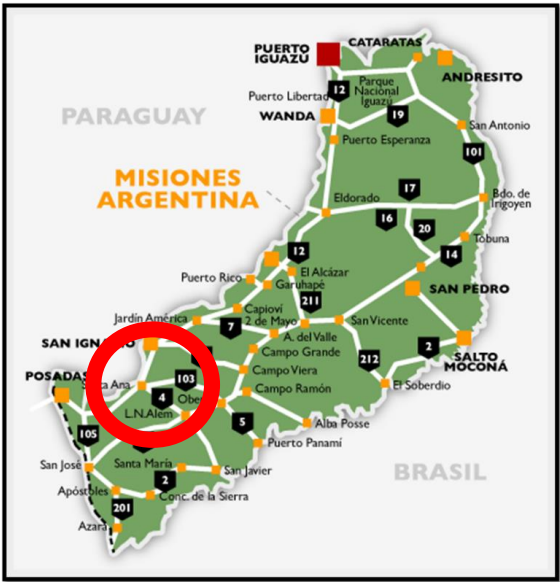 CATARATAS
PUERTO
IGUAZÚ
ANDRESITO
Parque
Nacional
Iguazú
Puerto Libertad
12
19
PARAGUAY
WANDA
San Antonio
Puerto Esperanza
101
MISIONES
ARGENTINA
17
Eldorado
Bdo. de
Irigoyen
16
20
Tobuna
12
14
El Alcázar
Puerto Rico
Garuhapé
SAN PEDRO
211
Capioví
Jardín América
2 de Mayo
San Vicente
7
A. del Valle
SAN IGNACIO
Campo Grande
2
212
SALTO
MOCONÁ
Campo Viera
POSADAS
Santa Ana
103
El Soberdio
Campo Ramón
4
L.N.Alem
5
Alba Posse
105
Puerto Panamí
San José
Santa María
San Javier
BRASIL
2
Apóstoles
Conc. de la Sierra
201
Azara